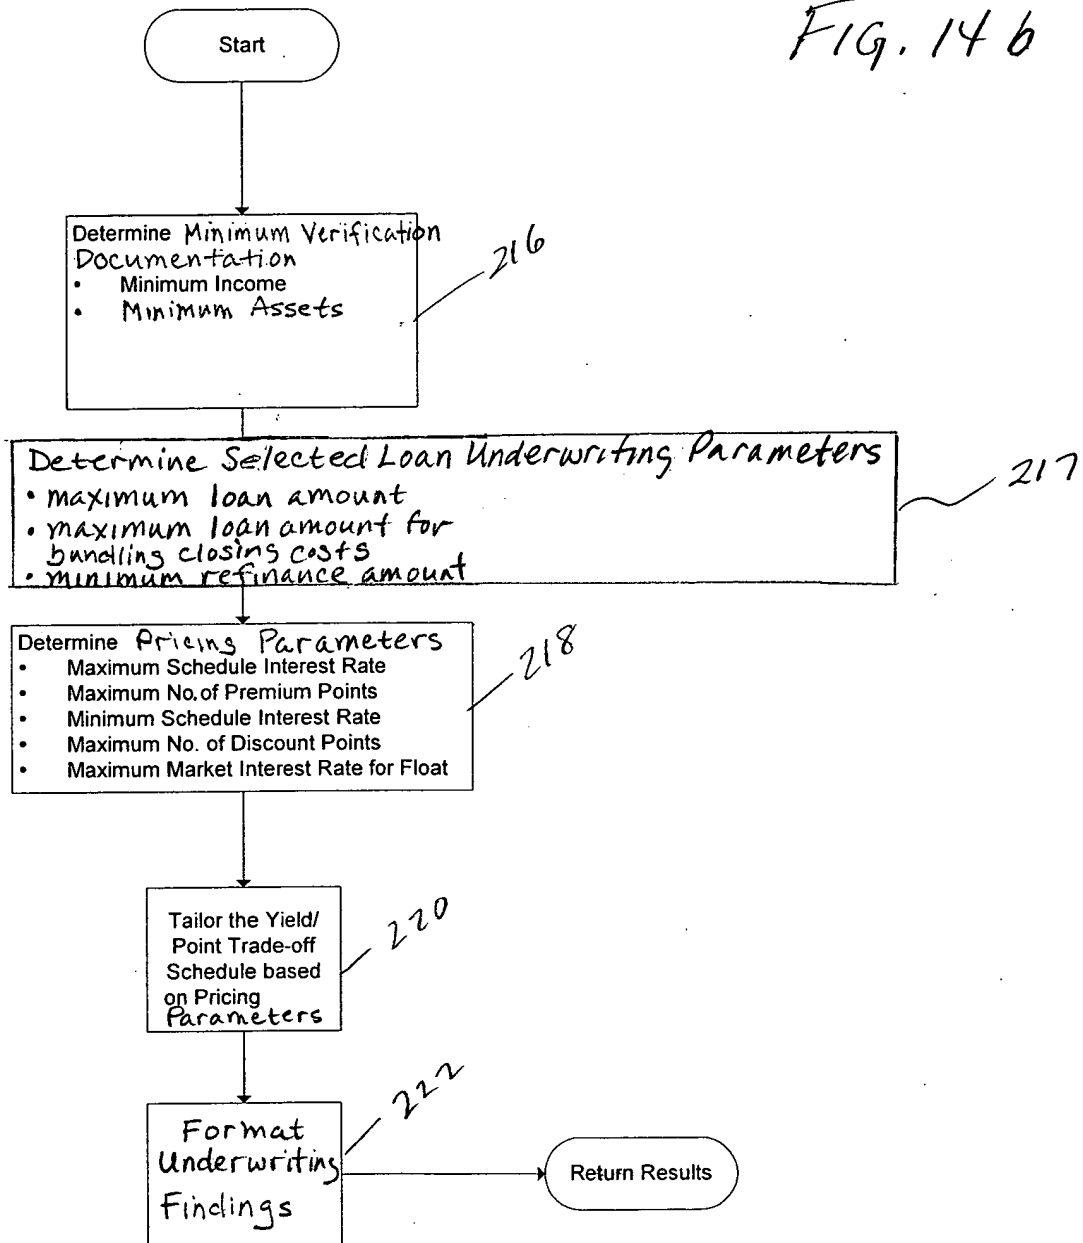 FIG. 14 b
Start
Determine Minimum Verification
Documentation
• Minimum Income
• Minimum Assets
216
Determine Selected Loan Underwriting Parameters
• maximum loan amount
• maximum loan amount for
bundling closing costs
• minimum refinance amount
217
Determine Pricing Parameters
• Maximum Schedule Interest Rate
• Maximum No. of Premium Points
• Minimum Schedule Interest Rate
• Maximum No. of Discount Points
• Maximum Market Interest Rate for Float
218
Tailor the Yield/
Point Trade-off
Schedule based
on Pricing
Parameters
220
Format
Underwriting
Findings
222
Return Results